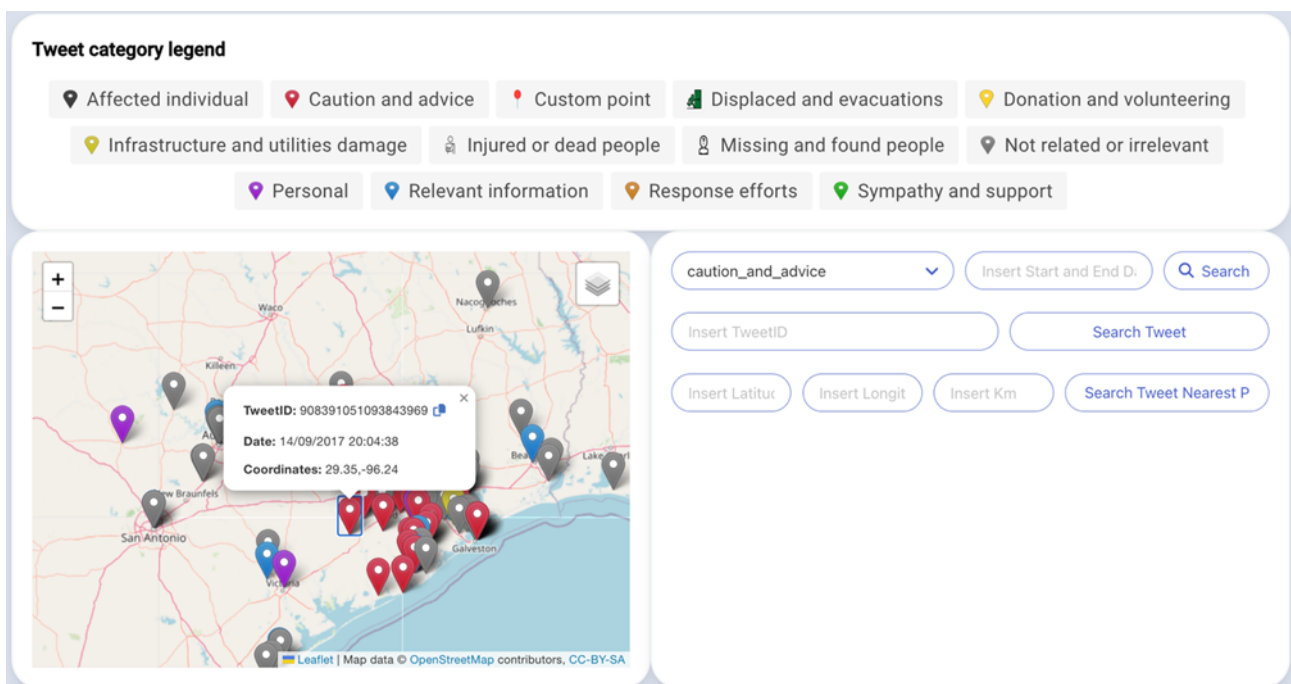 Tweet category legend
Affected individual Caution and advice Custom point Displaced and evacuations Donation and volunteering
Infrastructure and utilities damage Injured or dead people Missing and found people Not related or irrelevant
Personal Relevant information Response efforts Sympathy and support
+
−
Waco
Nacogdoches
Lufkin
Killeen
TweetID: 908391051093843969
Date: 14/09/2017 20:04:38
Coordinates: 29.35,-96.24
×
Lake
San Antonio
Galveston
Leaflet | Map data © OpenStreetMap contributors, CC-BY-SA
caution_and_advice Insert Start and End D Search
Insert TweetID Search Tweet
Insert Latituc Insert Longit Insert Km Search Tweet Nearest P